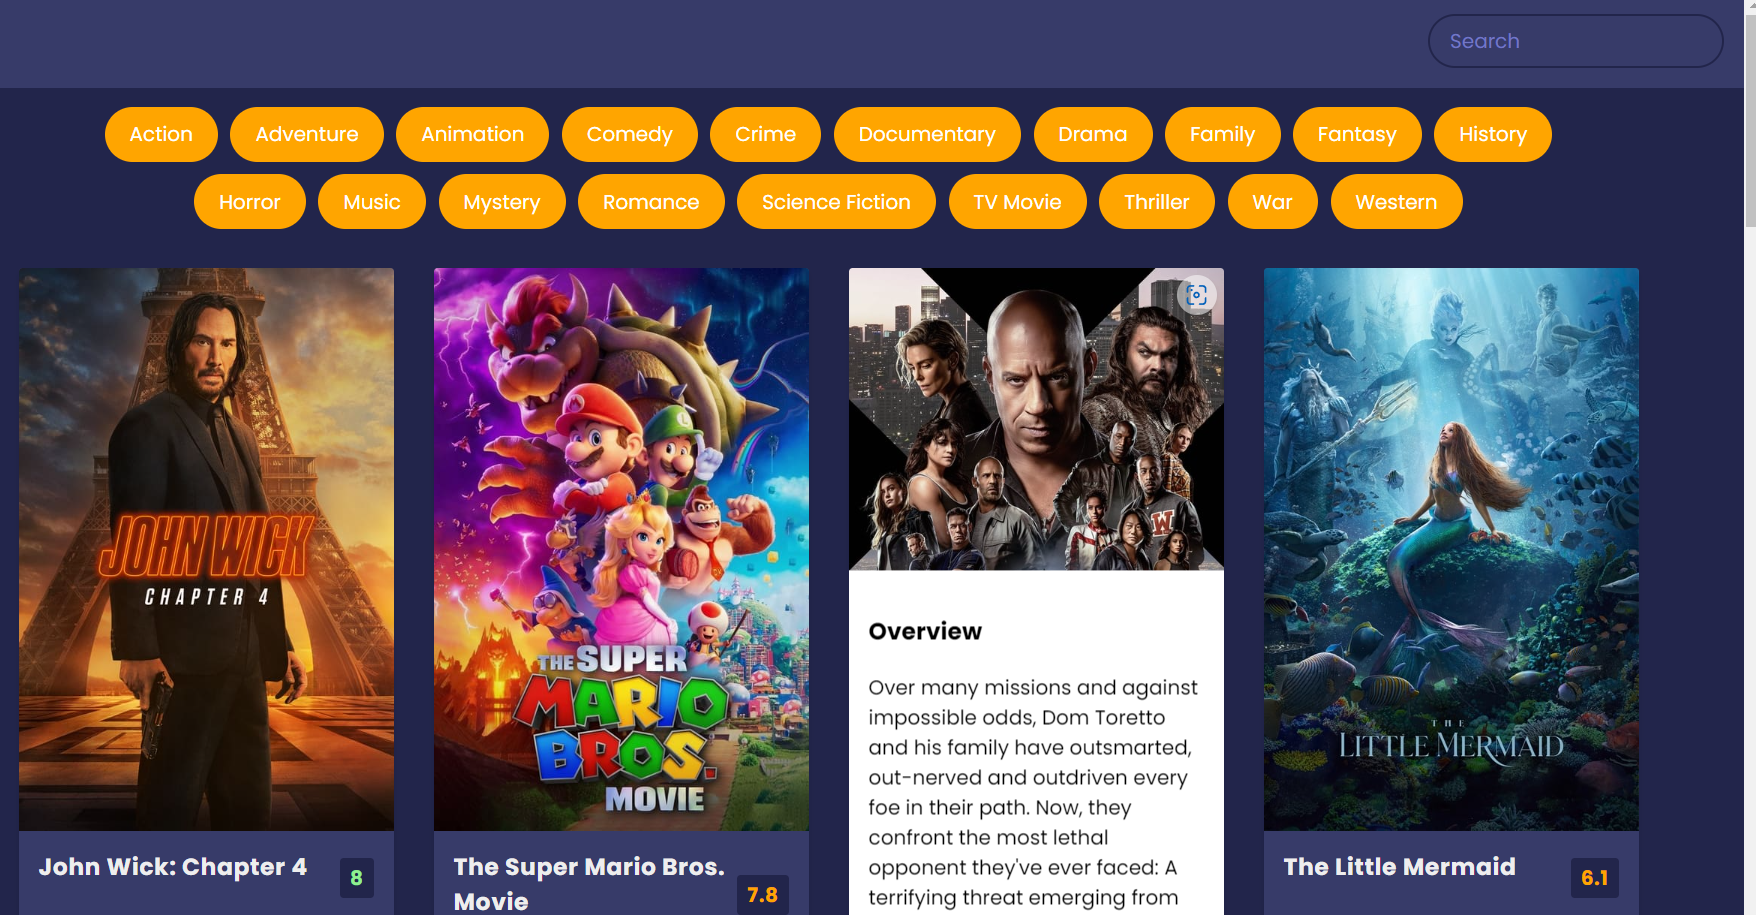 Search
Action Adventure Animation Comedy Crime Documentary Drama Family Fantasy History
Horror Music Mystery Romance Science Fiction TV Movie Thriller War Western
JOHN WICK
CHAPTER 4
John Wick: Chapter 4
8
THE SUPER
MARIO
BROS.
MOVIE
The Super Mario Bros.
Movie
7.8
W
Overview
Over many missions and against
impossible odds, Dom Toretto
and his family have outsmarted,
out-nerved and outdriven every
foe in their path. Now, they
confront the most lethal
opponent they've ever faced: A
terrifying threat emerging from
THE
LITTLE MERMAID
The Little Mermaid
6.1